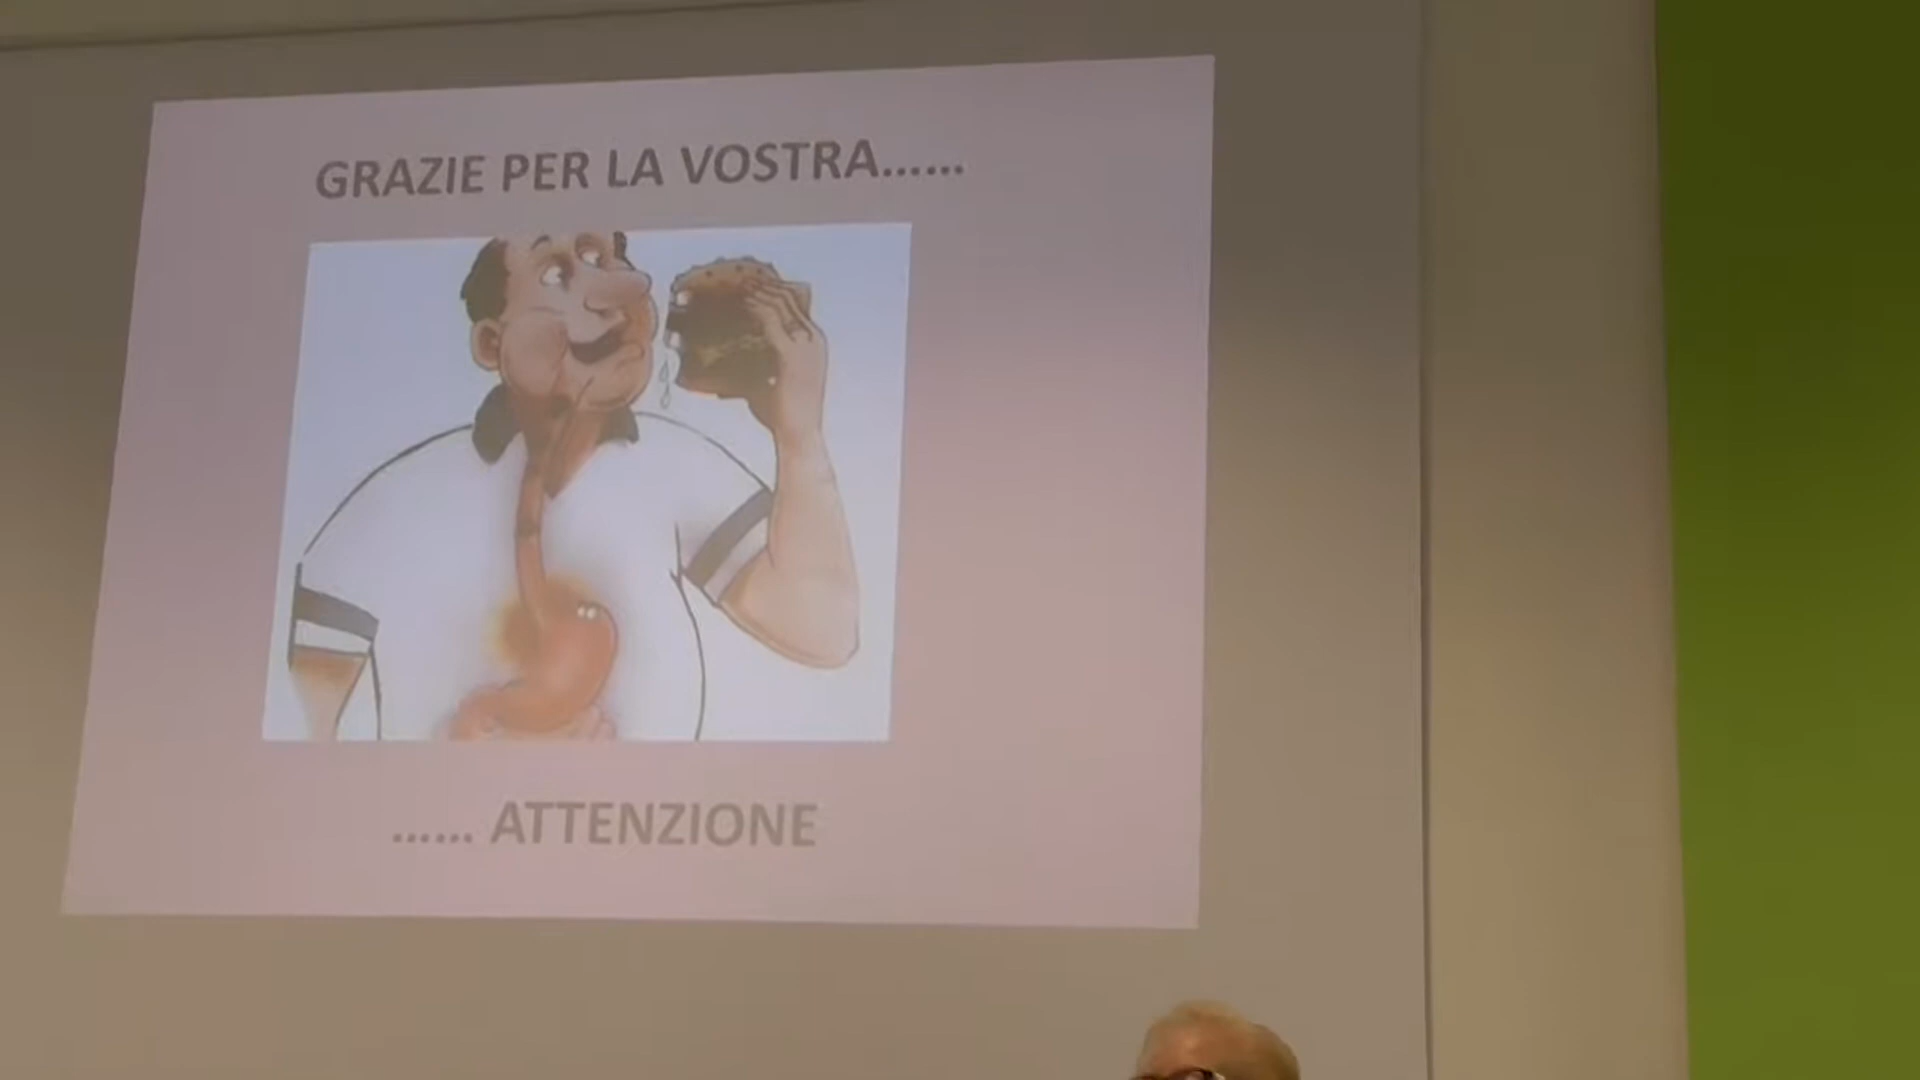 GRAZIE PER LA VOSTRA......
...... ATTENZIONE